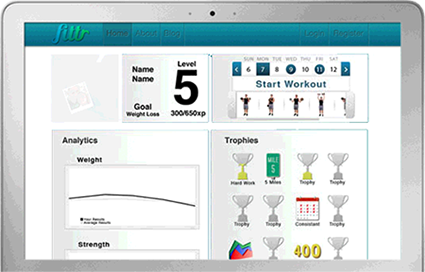 fittr Home About Blog Login Register
Name
Name
Level
5
Goal
Weight Loss
300/650xp
SUN MON TUE WED THU FRI SAT
6 7 8 9 10 11 12
Start Workout
Analytics
Weight
Your Results
Average Results
Strength
Trophies
MILE
5
Hard Work 5 Miles Trophy Trophy
Trophy Trophy Consistant Trophy
400